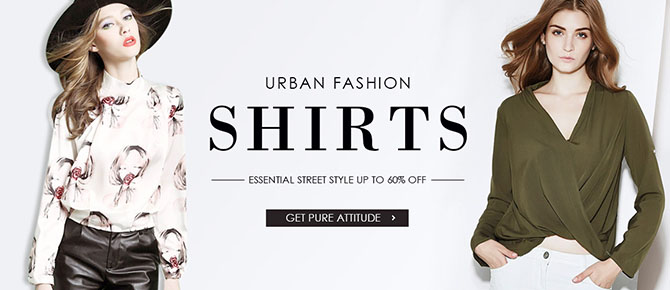 URBAN FASHION
SHIRTS
ESSENTIAL STREET STYLE UP TO 60% OFF
GET PURE ATTITUDE >